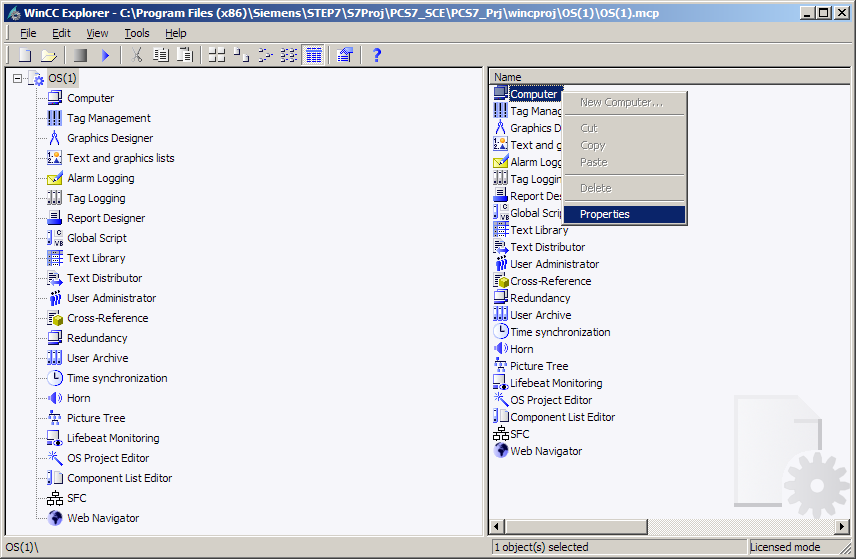 WinCC Explorer - C:\Program Files (x86)\Siemens\STEP7\S7Proj\PCS7_SCE\PCS7_Prj\wincproj\OS(1)\OS(1).mcp
File Edit View Tools Help
OS(1)
Computer
Tag Management
Graphics Designer
Text and graphics lists
Alarm Logging
Tag Logging
Report Designer
Global Script
Text Library
Text Distributor
User Administrator
Cross-Reference
Redundancy
User Archive
Time synchronization
Horn
Picture Tree
Lifebeat Monitoring
OS Project Editor
Component List Editor
SFC
Web Navigator
Name
Computer
Tag Manag
Graphics D
Text and g
Alarm Logg
Tag Loggin
Report Des
Global Scri
Text Library
Text Distributor
User Administrator
Cross-Reference
Redundancy
User Archive
Time synchronization
Horn
Picture Tree
Lifebeat Monitoring
OS Project Editor
Component List Editor
SFC
Web Navigator
New Computer...
Cut
Copy
Paste
Delete
Properties
OS(1)\
1 object(s) selected
Licensed mode